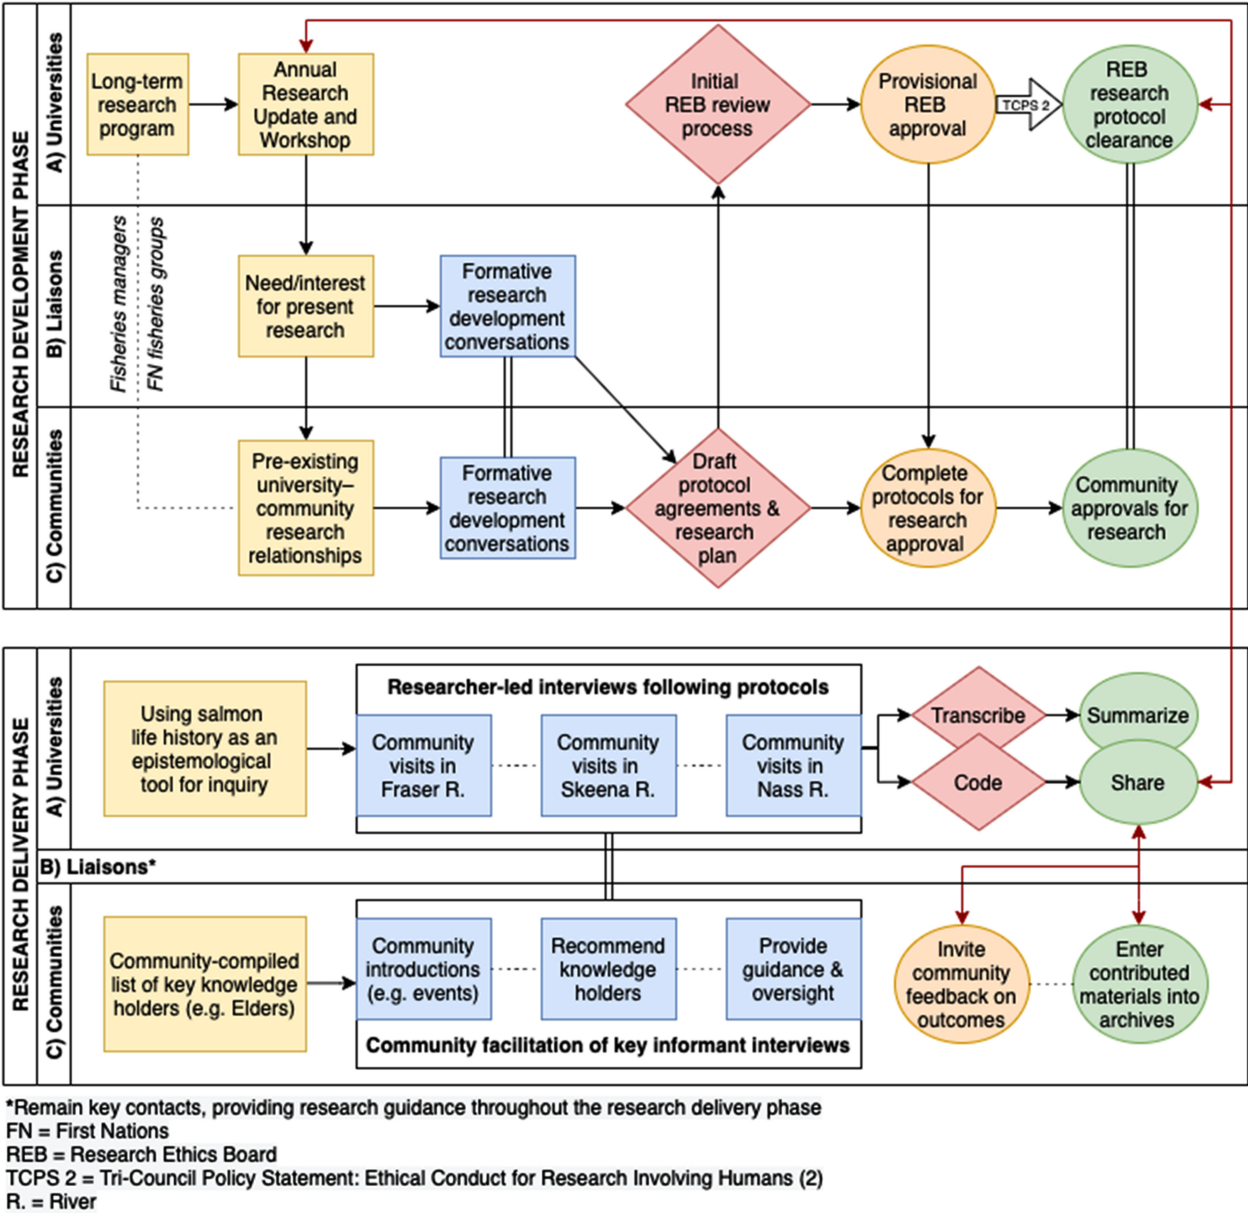 RESEARCH DEVELOPMENT PHASE
A) Universities
Long-term
research
program
Annual
Research
Update and
Workshop
Initial
REB review
process
Provisional
REB
approval
TCPS 2
REB
research
protocol
clearance
B) Liaisons
Fisheries managers
FN fisheries groups
Need/interest
for present
research
Formative
research
development
conversations
C) Communities
Pre-existing
university–
community
research
relationships
Formative
research
development
conversations
Draft
protocol
agreements &
research
plan
Complete
protocols for
research
approval
Community
approvals for
research
RESEARCH DELIVERY PHASE
A) Universities
Using salmon
life history as an
epistemological
tool for inquiry
Researcher-led interviews following protocols
Community
visits in
Fraser R.
Community
visits in
Skeena R.
Community
visits in
Nass R.
Transcribe
Summarize
Code
Share
B) Liaisons*
C) Communities
Community-compiled
list of key knowledge
holders (e.g. Elders)
Community
introductions
(e.g. events)
Recommend
knowledge
holders
Provide
guidance &
oversight
Community facilitation of key informant interviews
Invite
community
feedback on
outcomes
Enter
contributed
materials into
archives
*Remain key contacts, providing research guidance throughout the research delivery phase
FN = First Nations
REB = Research Ethics Board
TCPS 2 = Tri-Council Policy Statement: Ethical Conduct for Research Involving Humans (2)
R. = River